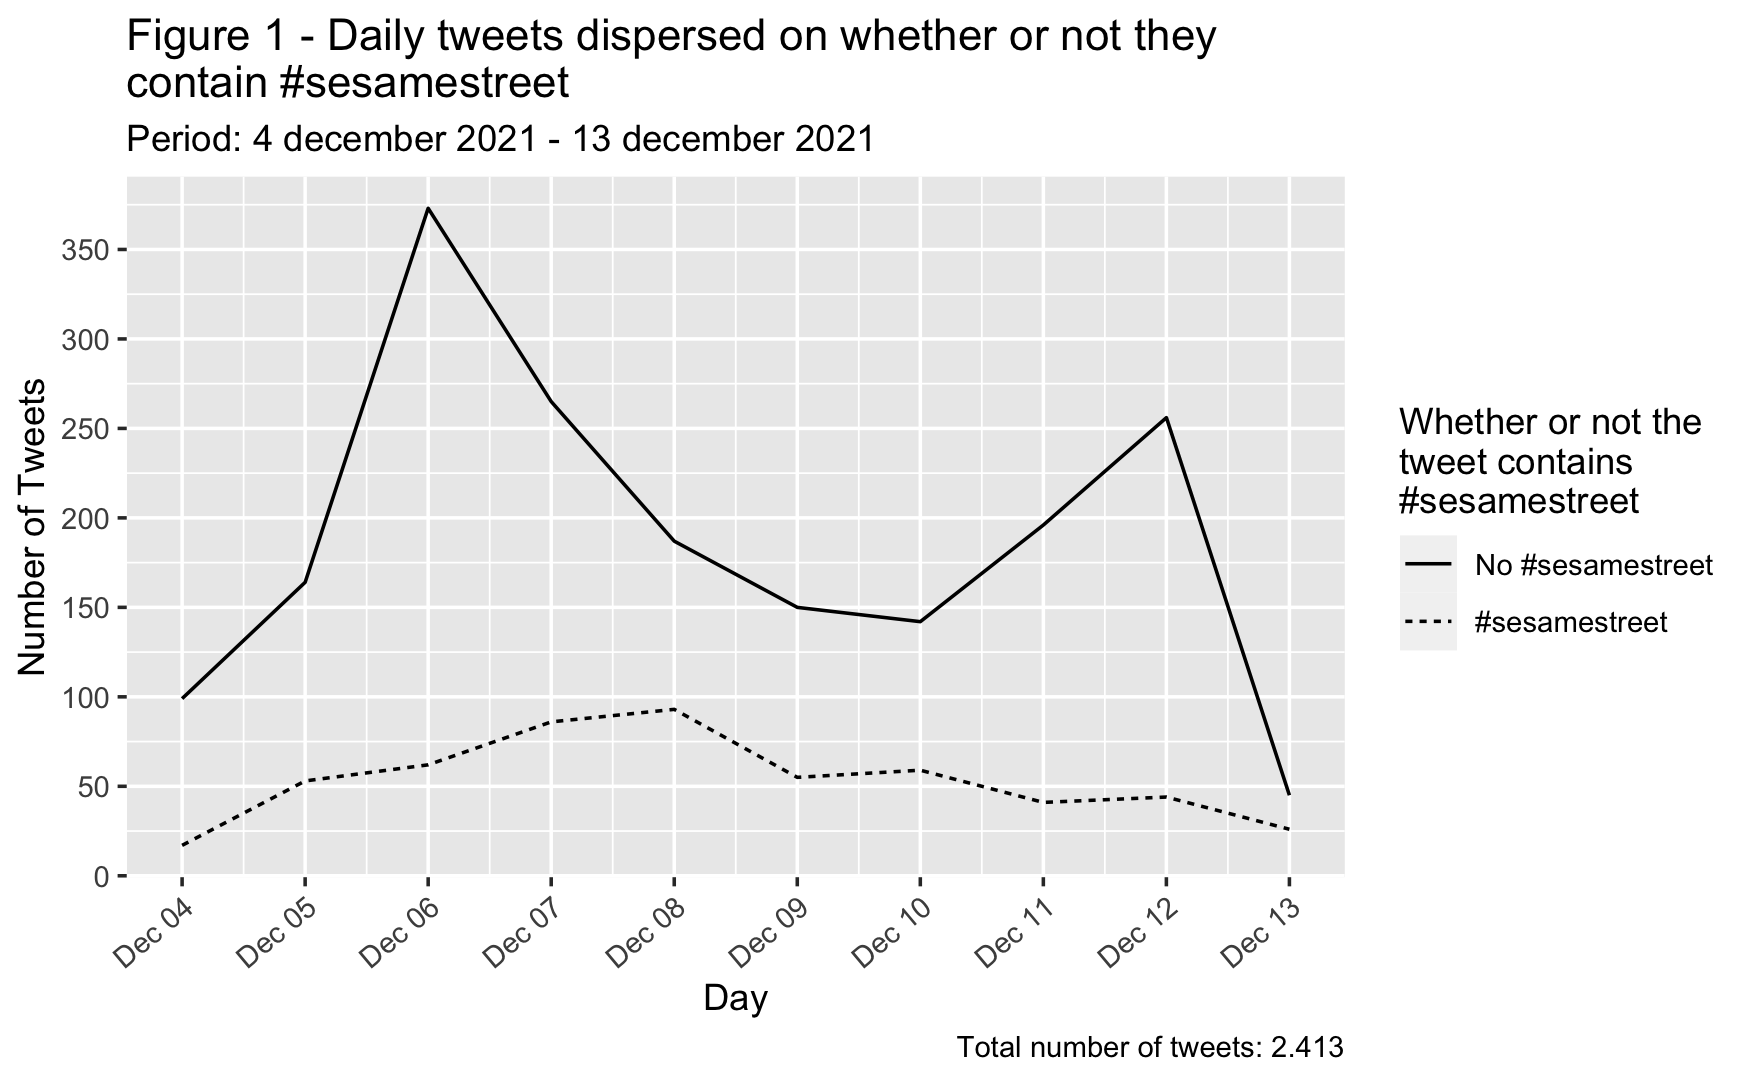 Figure 1 - Daily tweets dispersed on whether or not they
contain #sesamestreet
Period: 4 december 2021 - 13 december 2021
Number of Tweets
350
300
250
200
150
100
50
0
Dec 04
Dec 05
Dec 06
Dec 07
Dec 08
Dec 09
Dec 10
Dec 11
Dec 12
Dec 13
Day
Whether or not the
tweet contains
#sesamestreet
No #sesamestreet
#sesamestreet
Total number of tweets: 2.413